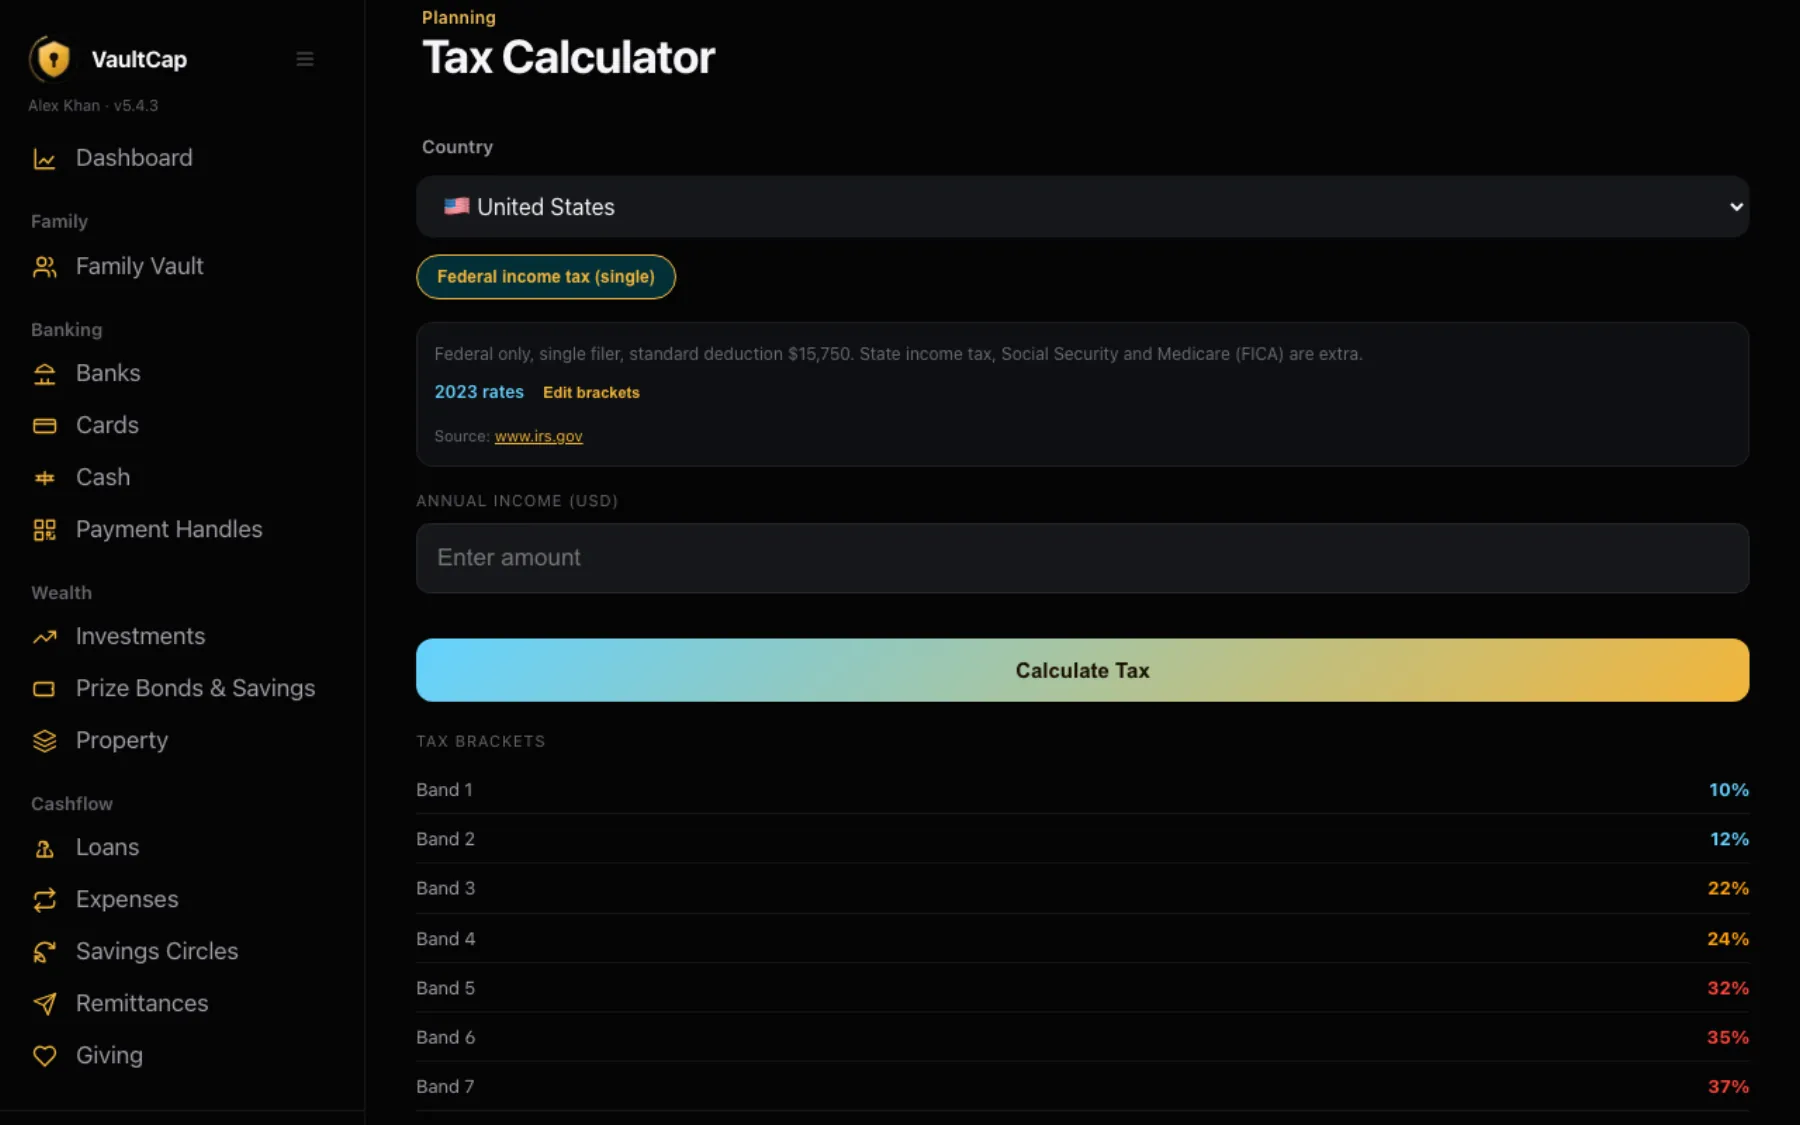 VaultCap
Alex Khan · v5.4.3
Dashboard
Family
Family Vault
Banking
Banks
Cards
Cash
Payment Handles
Wealth
Investments
Prize Bonds & Savings
Property
Cashflow
Loans
Expenses
Savings Circles
Remittances
Giving
Planning
Tax Calculator
Country
🇺🇸 United States
Federal income tax (single)
Federal only, single filer, standard deduction $15,750. State income tax, Social Security and Medicare (FICA) are extra.
2023 rates Edit brackets
Source: www.irs.gov
ANNUAL INCOME (USD)
Enter amount
Calculate Tax
TAX BRACKETS
Band 1 10%
Band 2 12%
Band 3 22%
Band 4 24%
Band 5 32%
Band 6 35%
Band 7 37%